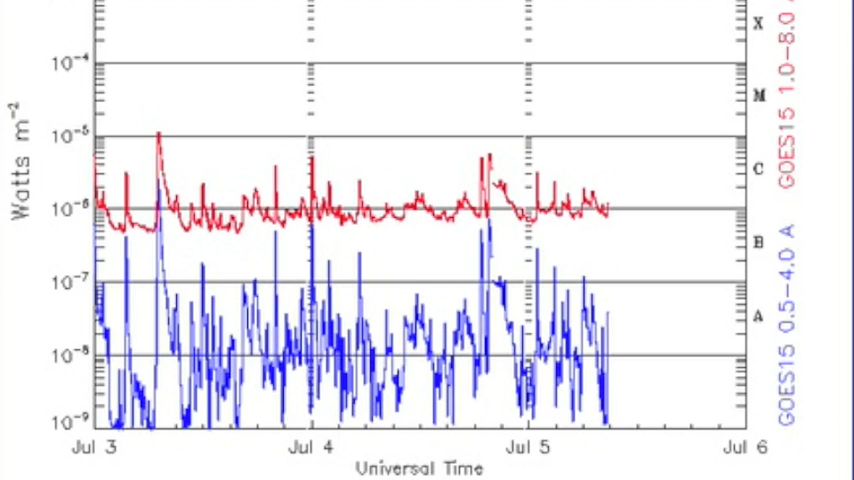 X
10⁻⁴
M
10⁻⁵
C
10⁻⁶
B
10⁻⁷
A
10⁻⁸
10⁻⁹
Watts m⁻²
Jul 3 Jul 4 Jul 5 Jul 6
Universal Time
GOES15 1.0–8.0
GOES15 0.5–4.0 A